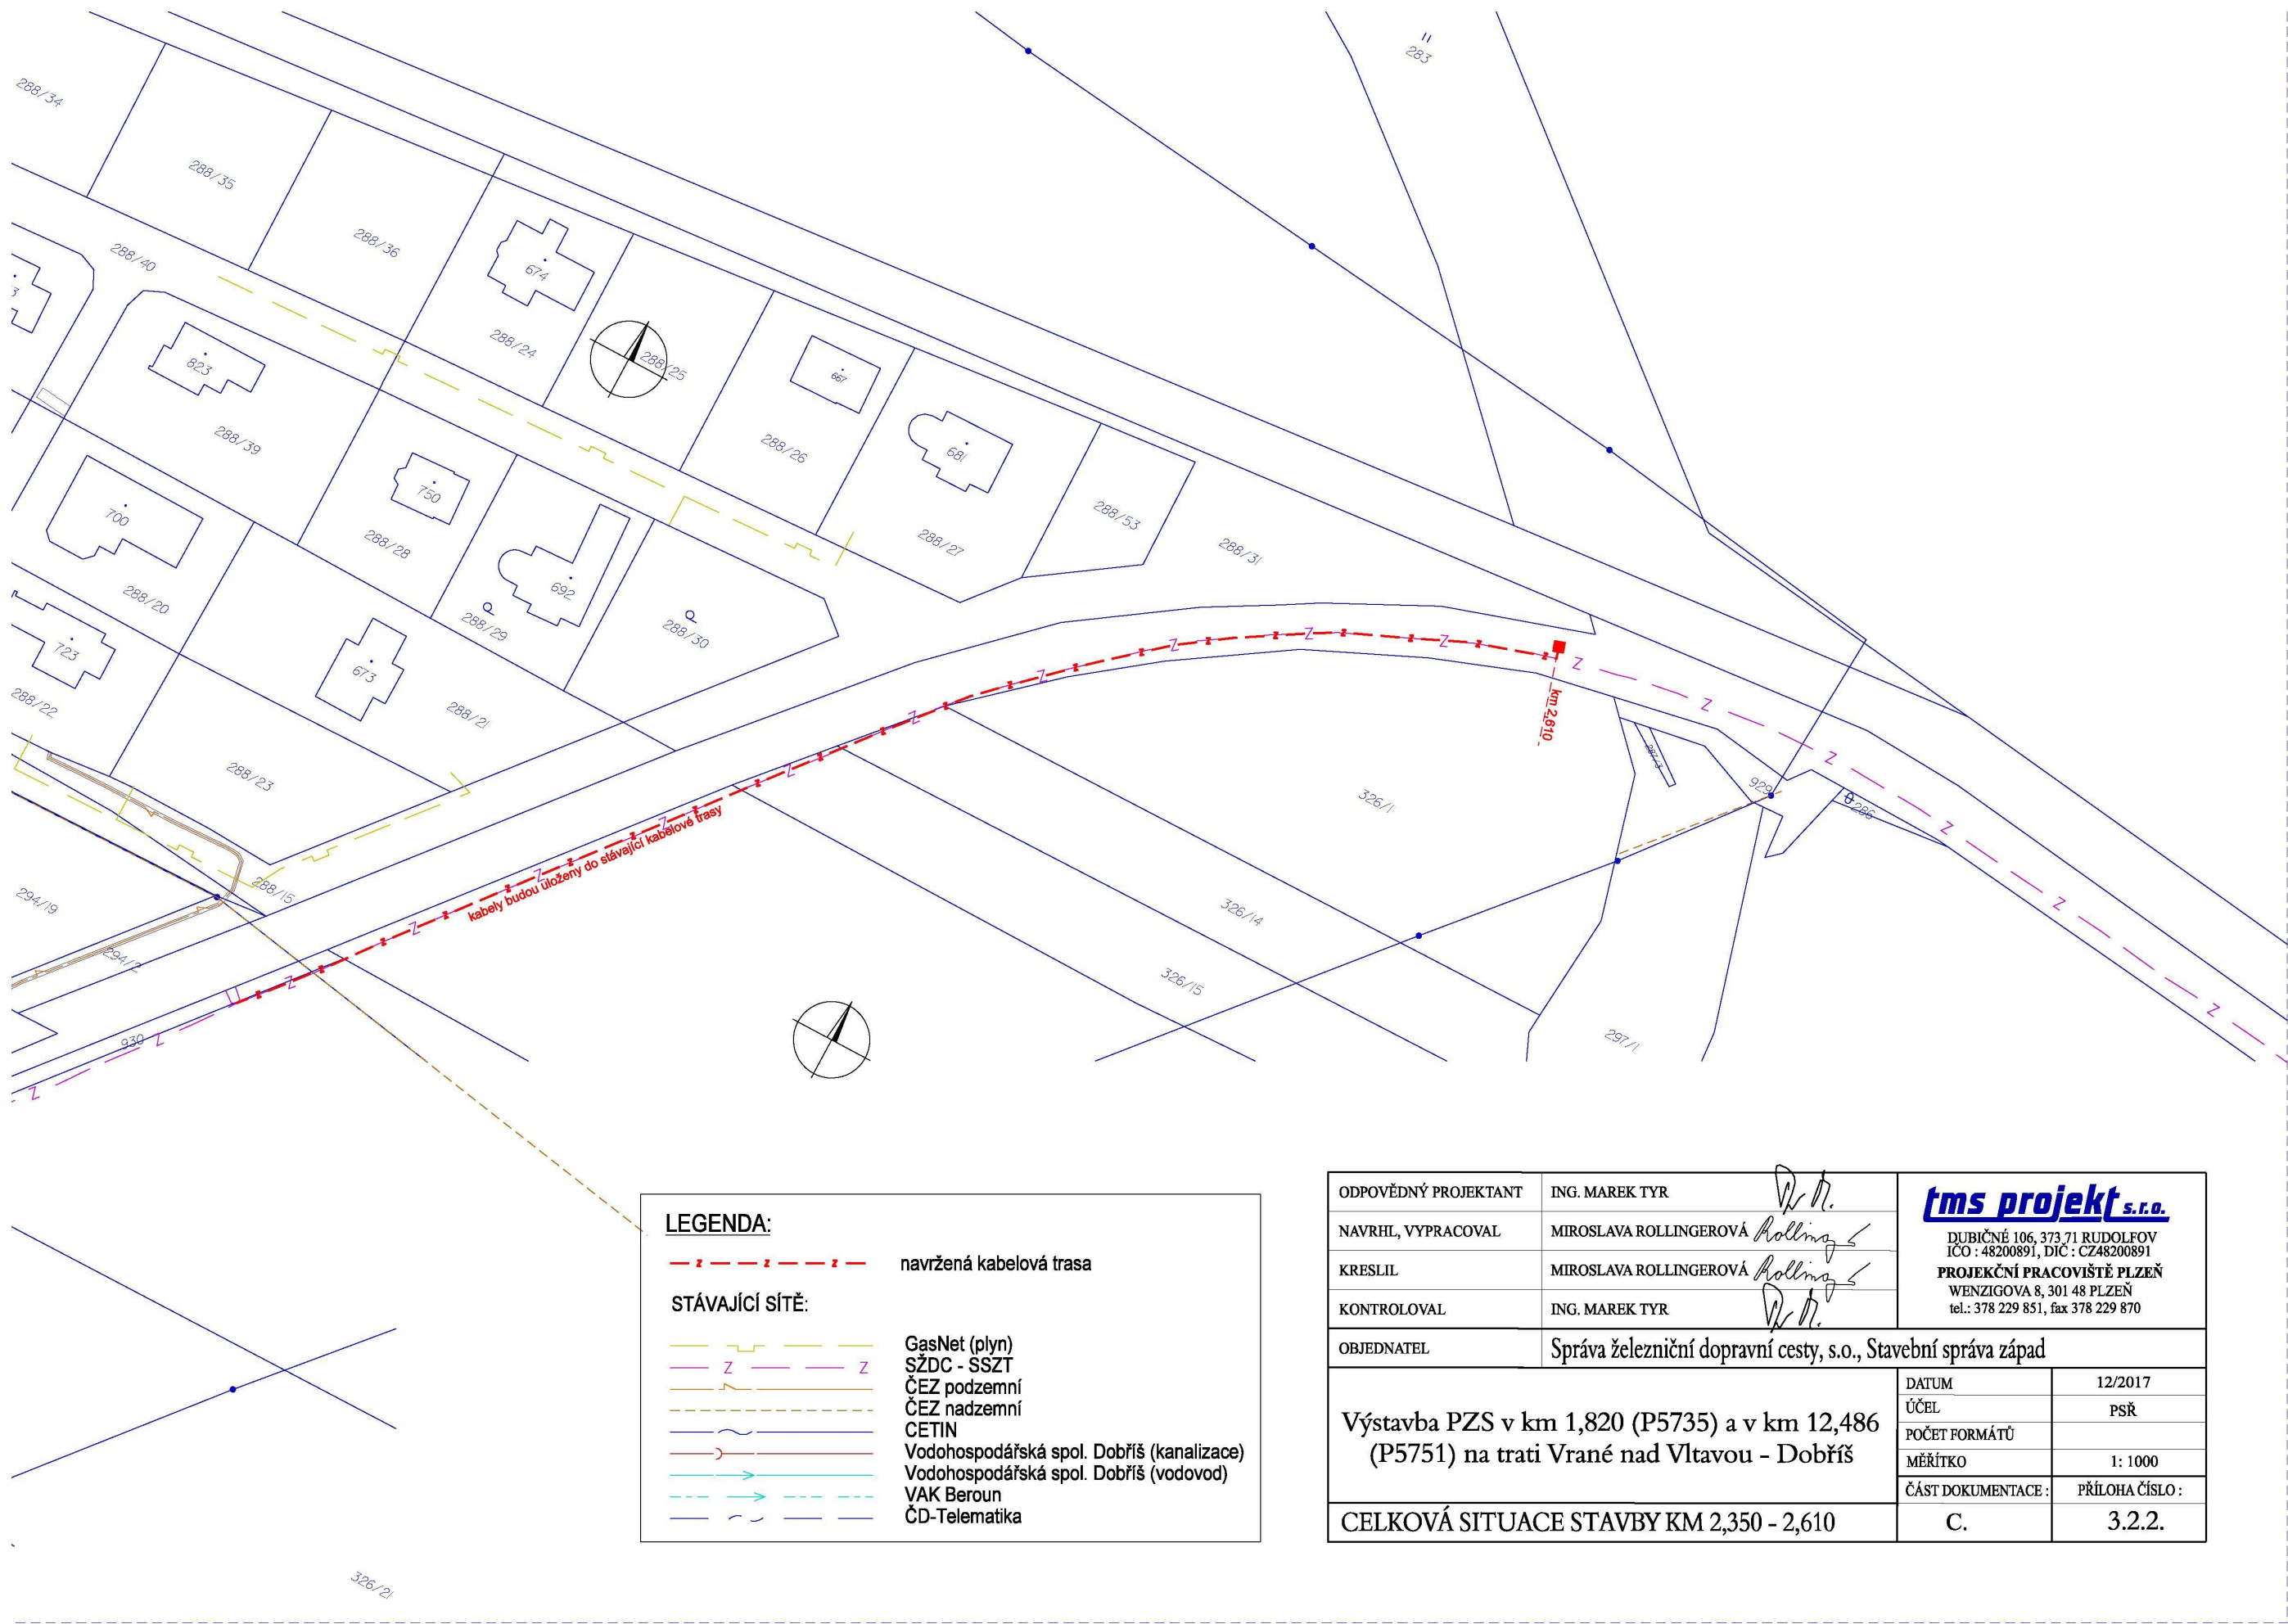 283
288/34
288/35
288/36
288/40
674
288/24
288/25
823
667
288/39
288/26
681
750
288/53
700
288/28
288/27
288/31
692
288/20
288/29
288/30
723
673
288/22
288/21
km 2,610
287/3
288/23
929
326/1
286
kabely budou uloženy do stávající kabelové trasy
288/15
294/19
326/14
294/2
326/15
930
297/1
326/21
LEGENDA:
navržená kabelová trasa
STÁVAJÍCÍ SÍTĚ:
GasNet (plyn)
SŽDC - SSZT
ČEZ podzemní
ČEZ nadzemní
CETIN
Vodohospodářská spol. Dobříš (kanalizace)
Vodohospodářská spol. Dobříš (vodovod)
VAK Beroun
ČD-Telematika
ODPOVĚDNÝ PROJEKTANT ING. MAREK TYR
NAVRHL, VYPRACOVAL MIROSLAVA ROLLINGEROVÁ
KRESLIL MIROSLAVA ROLLINGEROVÁ
KONTROLOVAL ING. MAREK TYR
tms projekt s.r.o.
DUBIČNÉ 106, 373 71 RUDOLFOV
IČO : 48200891, DIČ : CZ48200891
PROJEKČNÍ PRACOVIŠTĚ PLZEŇ
WENZIGOVA 8, 301 48 PLZEŇ
tel.: 378 229 851, fax 378 229 870
OBJEDNATEL Správa železniční dopravní cesty, s.o., Stavební správa západ
Výstavba PZS v km 1,820 (P5735) a v km 12,486
(P5751) na trati Vrané nad Vltavou - Dobříš
DATUM 12/2017
ÚČEL PSŘ
POČET FORMÁTŮ
MĚŘÍTKO 1: 1000
ČÁST DOKUMENTACE : PŘÍLOHA ČÍSLO :
CELKOVÁ SITUACE STAVBY KM 2,350 - 2,610 C. 3.2.2.